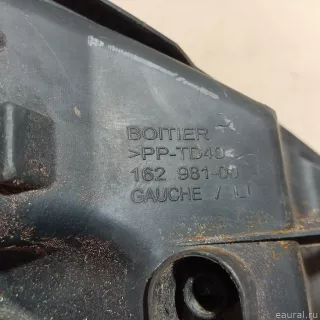 BOITIER
>PP-TD40
162 981-00
GAUCHE / LI
eaural.ru